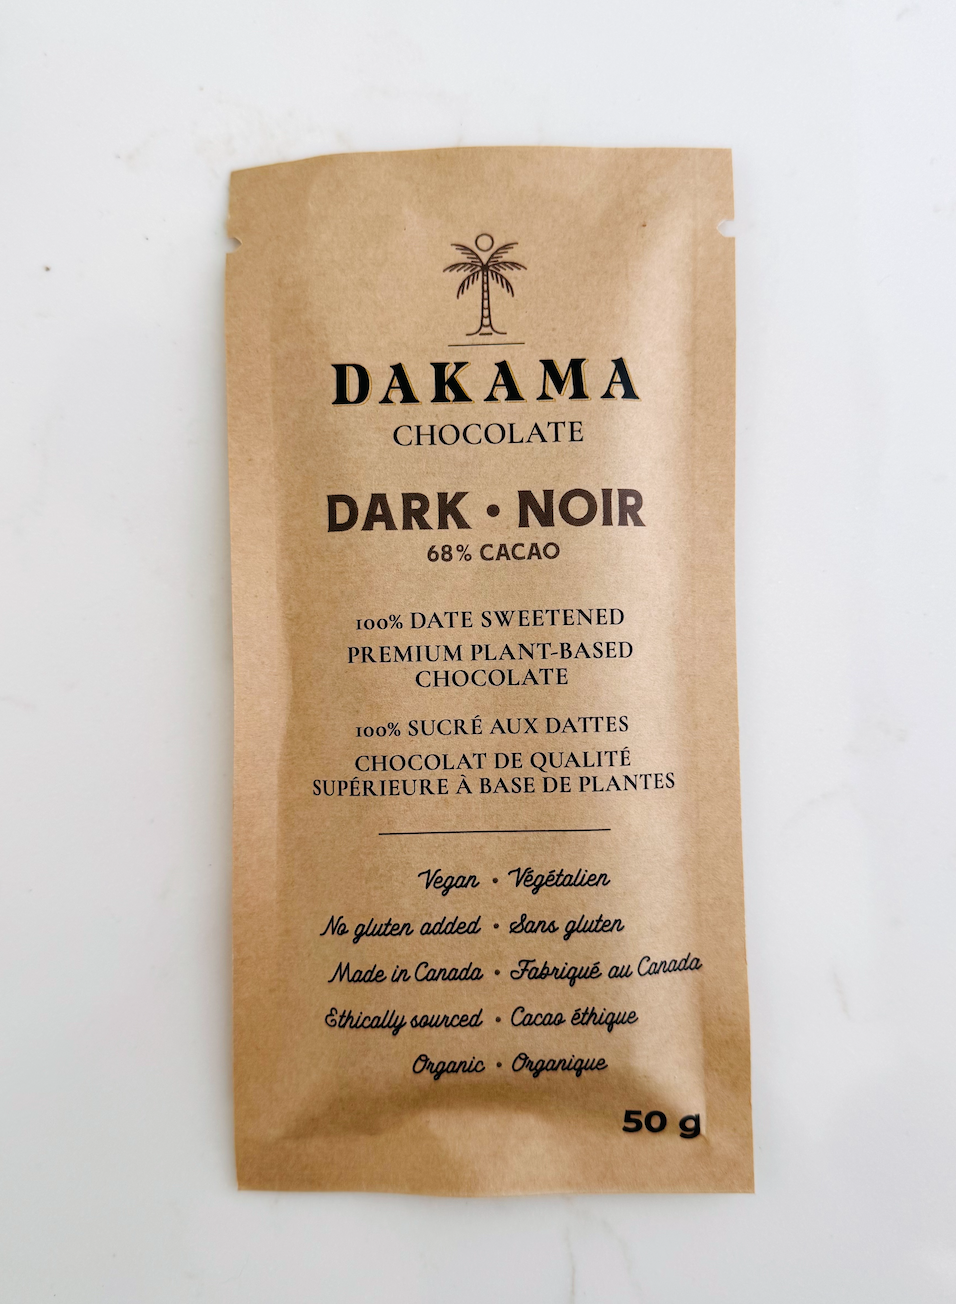 DAKAMA
CHOCOLATE
DARK • NOIR
68% CACAO
100% DATE SWEETENED
PREMIUM PLANT-BASED
CHOCOLATE
100% SUCRÉ AUX DATTES
CHOCOLAT DE QUALITÉ
SUPÉRIEURE À BASE DE PLANTES
Vegan • Végétalien
No gluten added • Sans gluten
Made in Canada • Fabriqué au Canada
Ethically sourced • Cacao éthique
Organic • Organique
50 g